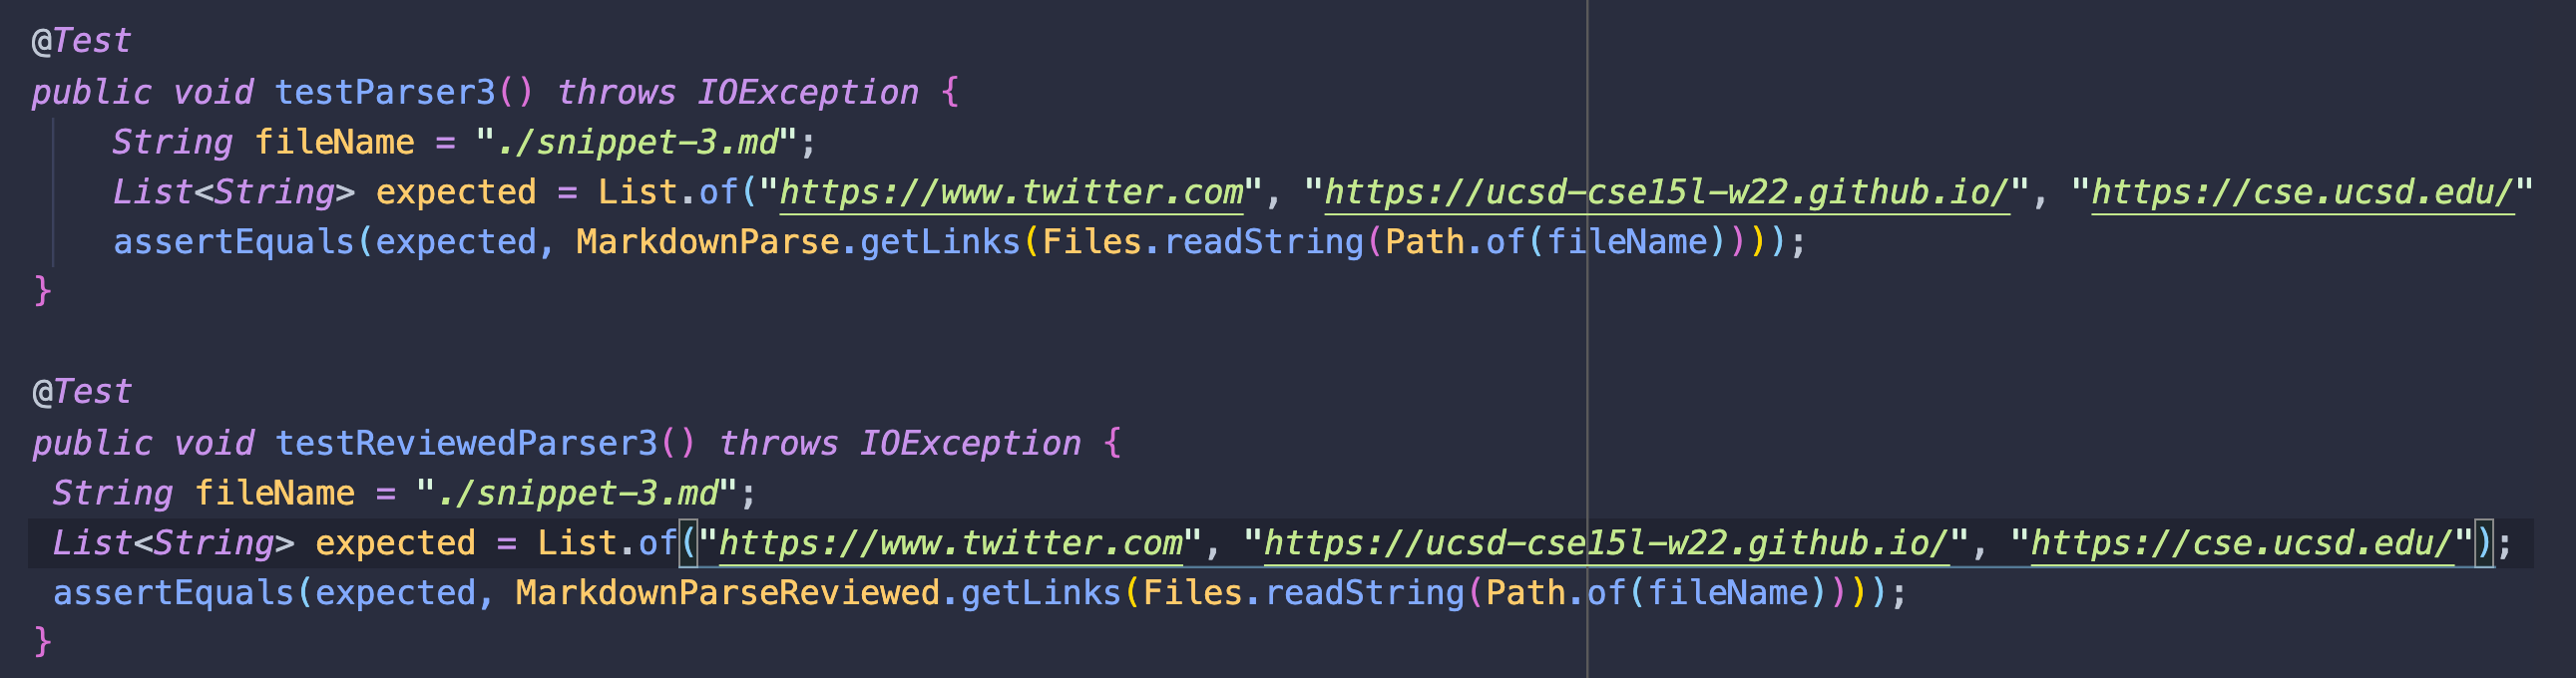 @Test
public void testParser3() throws IOException {
String fileName = "./snippet-3.md";
List<String> expected = List.of("https://www.twitter.com", "https://ucsd-cse15l-w22.github.io/", "https://cse.ucsd.edu/"
assertEquals(expected, MarkdownParse.getLinks(Files.readString(Path.of(fileName))));
}
@Test
public void testReviewedParser3() throws IOException {
String fileName = "./snippet-3.md";
List<String> expected = List.of("https://www.twitter.com", "https://ucsd-cse15l-w22.github.io/", "https://cse.ucsd.edu/");
assertEquals(expected, MarkdownParseReviewed.getLinks(Files.readString(Path.of(fileName))));
}